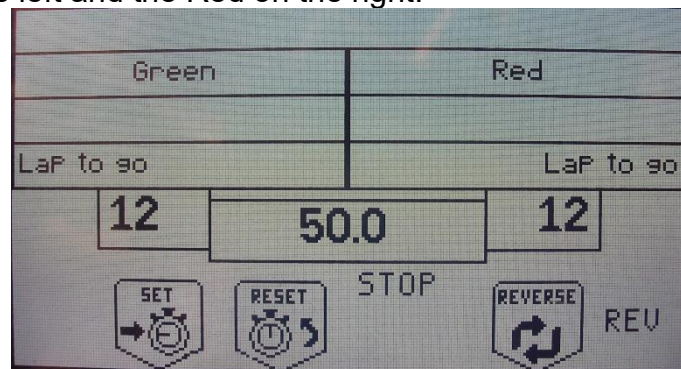 left and the Red on the right.
Green Red
Lap to go Lap to go
12 50.0 12
STOP
SET RESET REVERSE REV